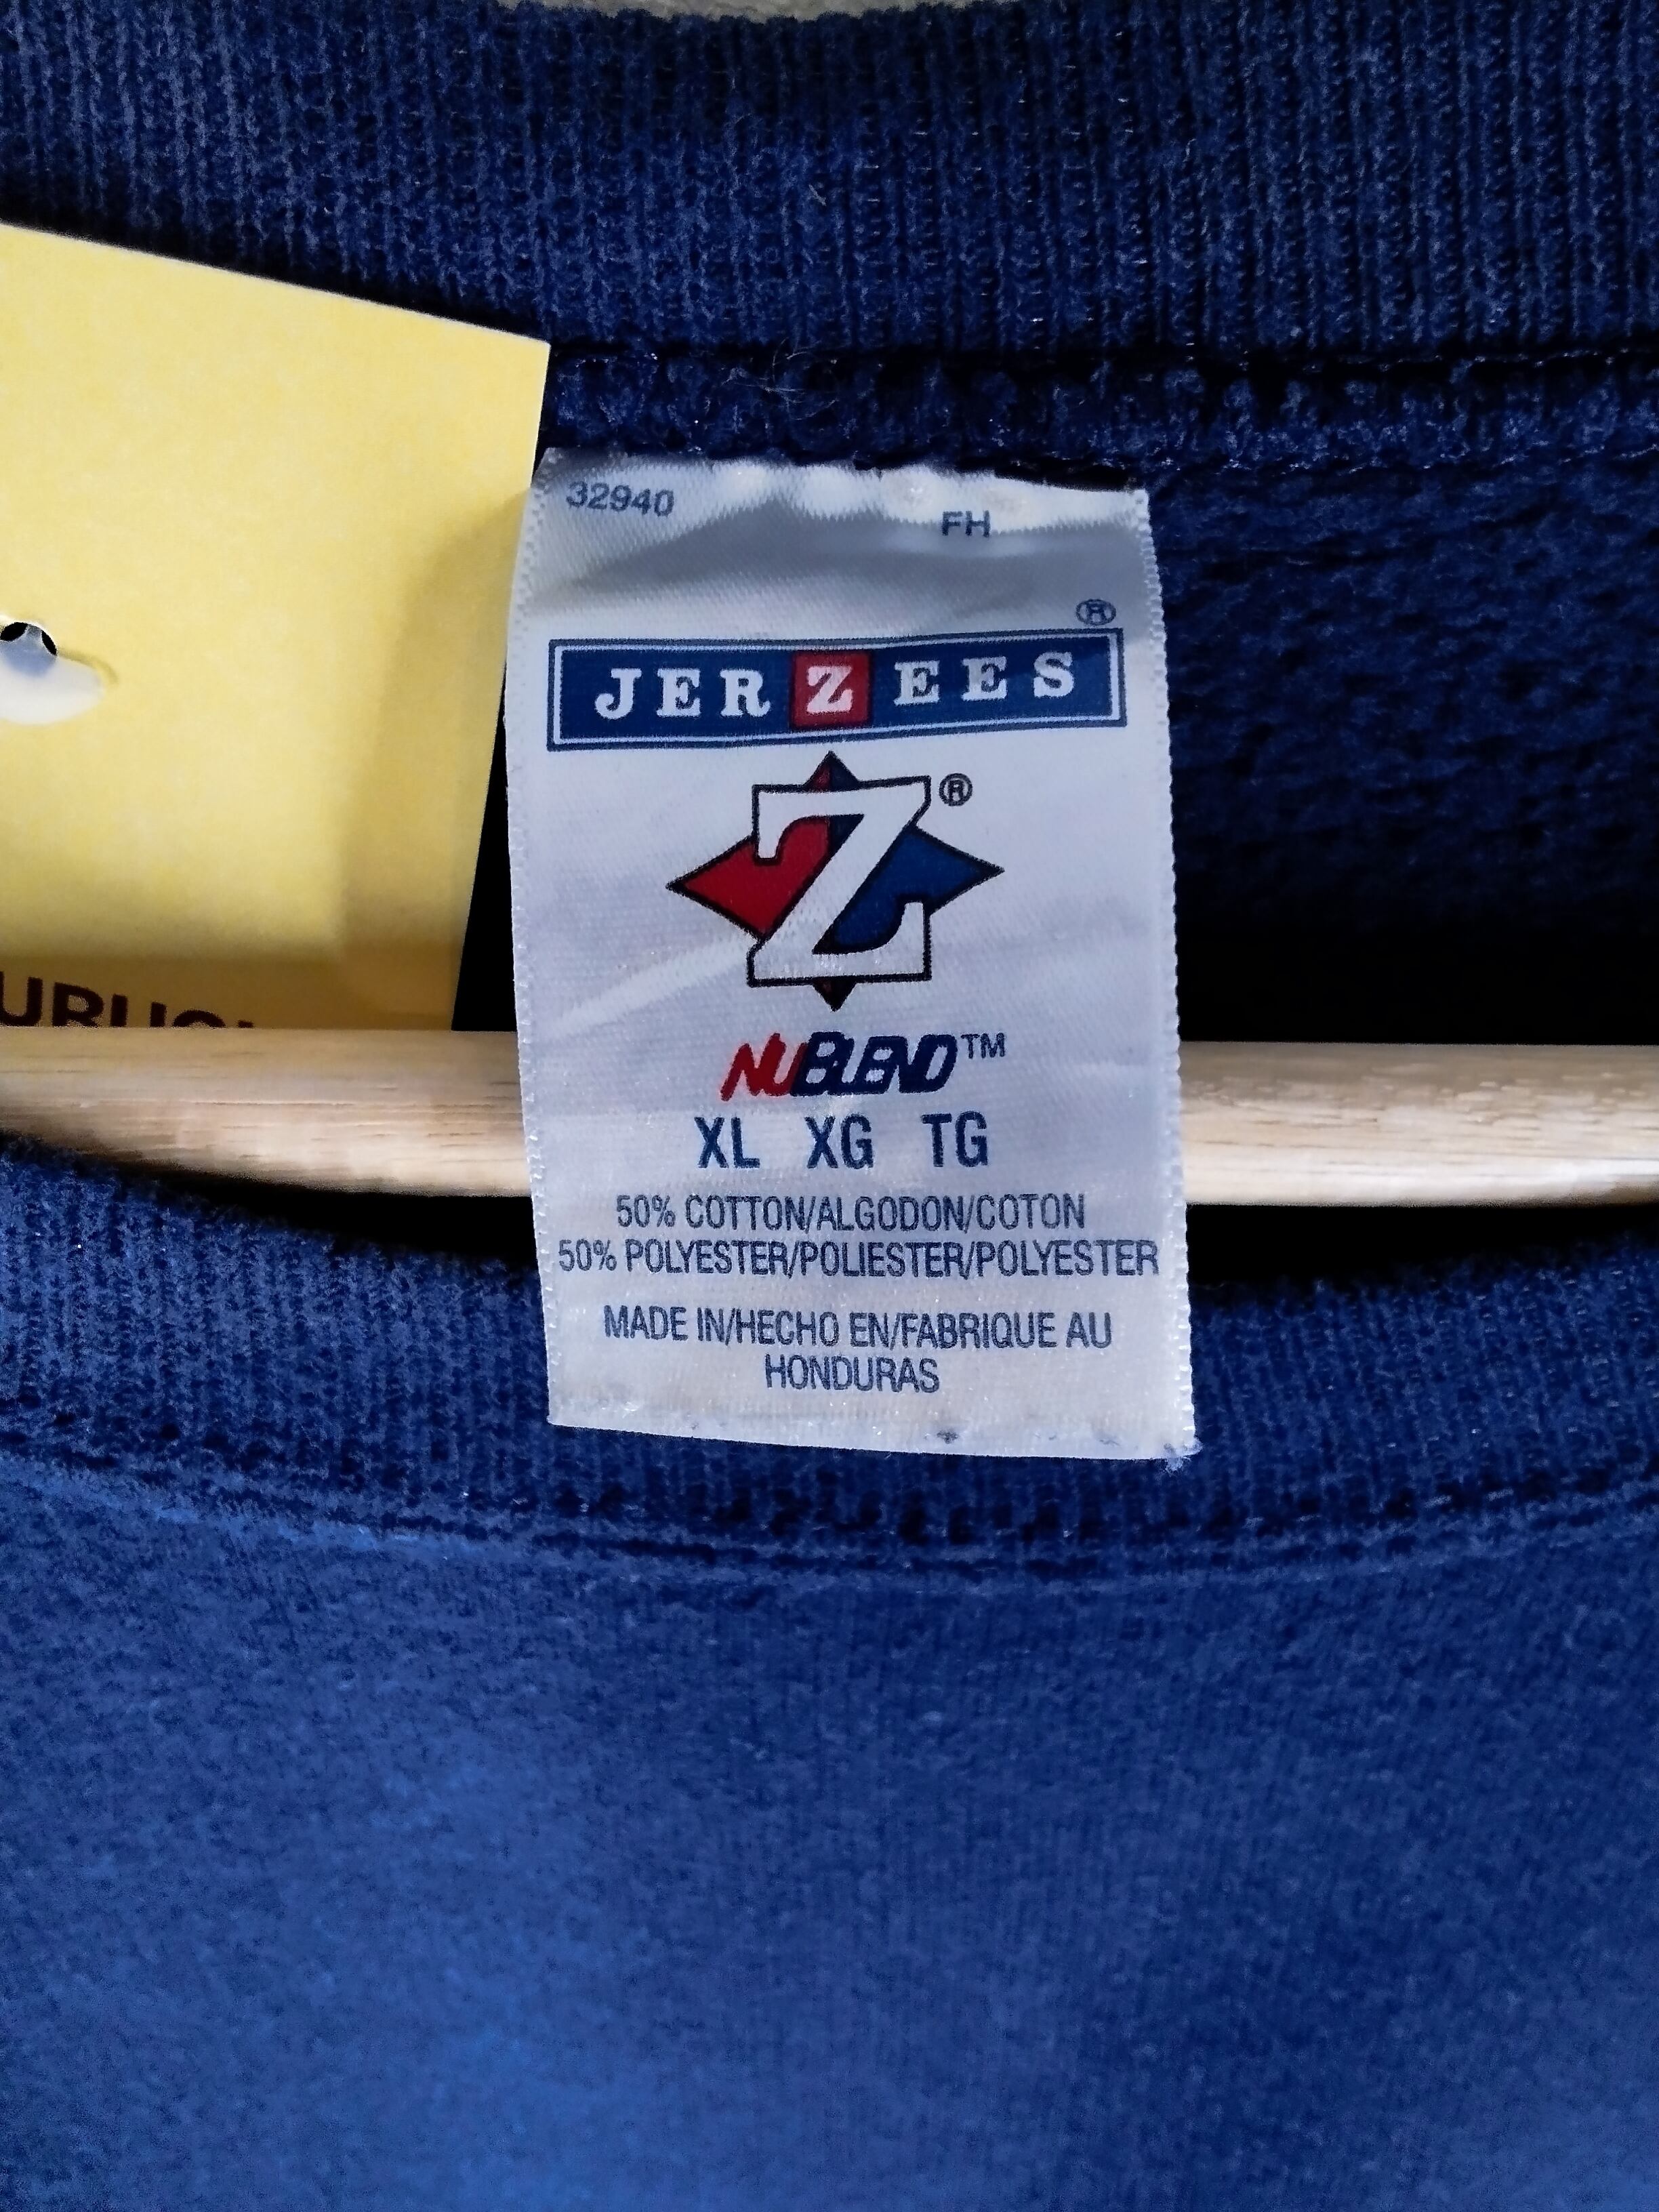 32940 FH
®
JERZEES
Z ®
NUBLEND™
XL XG TG
50% COTTON/ALGODON/COTON
50% POLYESTER/POLIESTER/POLYESTER
MADE IN/HECHO EN/FABRIQUE AU
HONDURAS